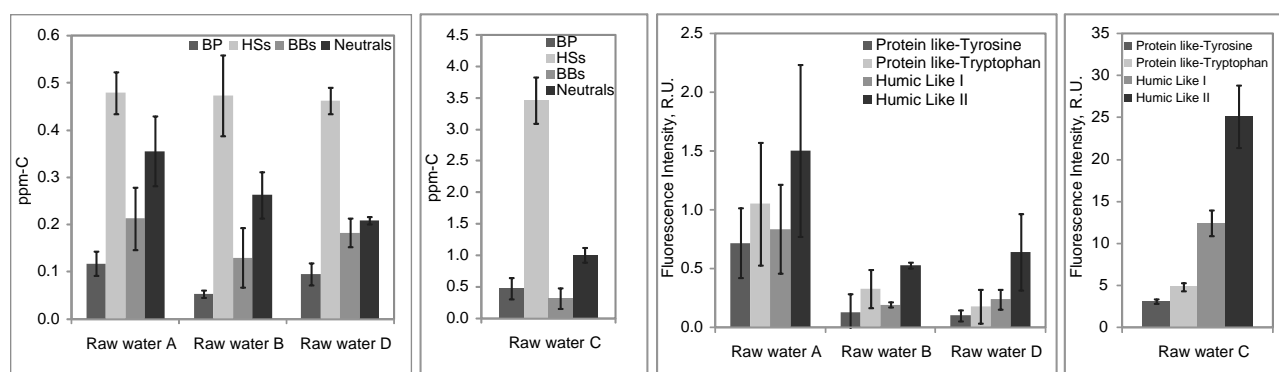 0.6
BP HSs BBs Neutrals
0.5
0.4
ppm-C
0.3
0.2
0.1
0.0
Raw water A Raw water B Raw water D
4.5
BP
4.0
HSs
BBs
3.5
Neutrals
3.0
2.5
ppm-C
2.0
1.5
1.0
0.5
0.0
Raw water C
2.5
Protein like-Tyrosine
Protein like-Tryptophan
2.0
Humic Like I
Humic Like II
1.5
Fluorescence Intensity, R.U.
1.0
0.5
0.0
Raw water A Raw water B Raw water D
35
Protein like-Tyrosine
Protein like-Tryptophan
30
Humic Like I
Humic Like II
25
20
Fluorescence Intensity, R.U.
15
10
5
0
Raw water C